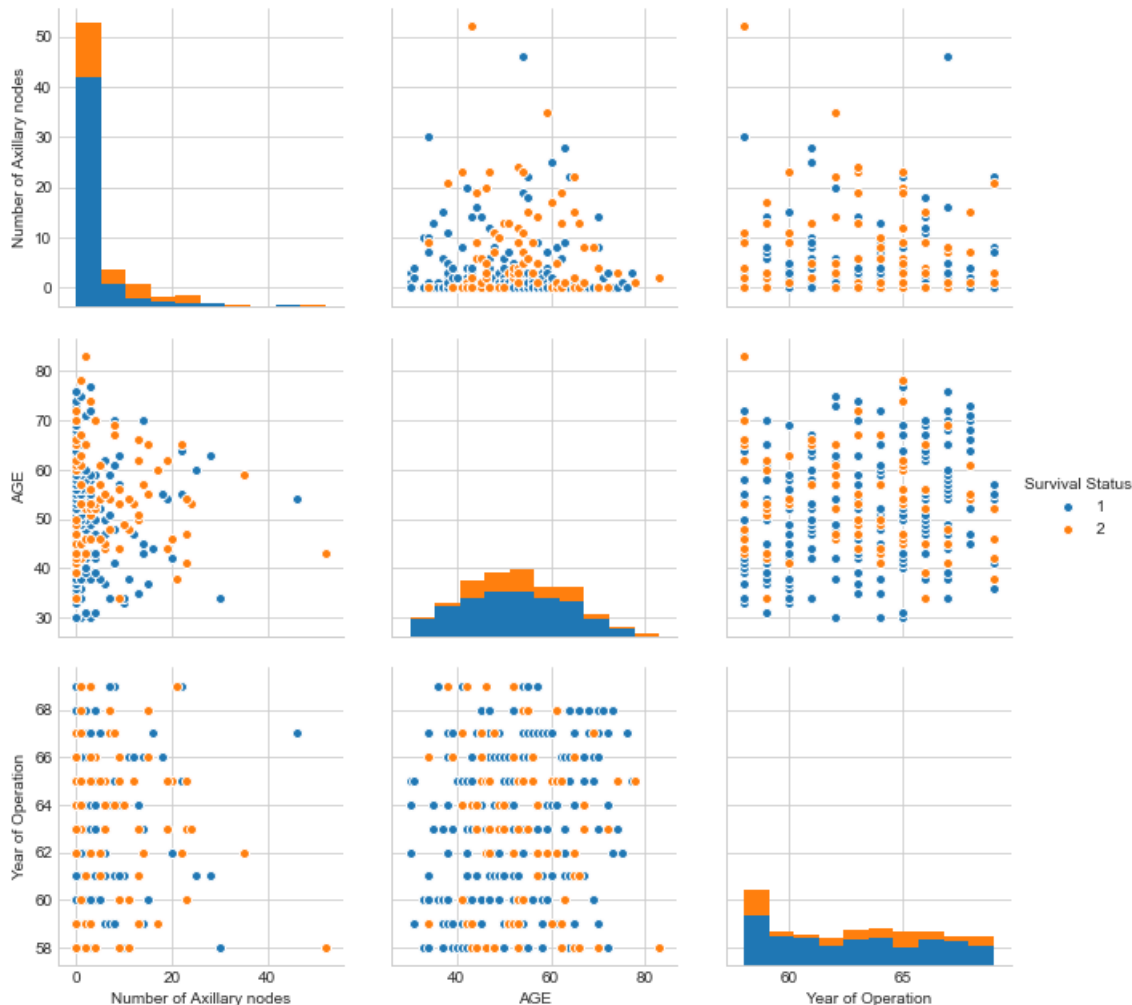 50
40
30
20
10
0
Number of Axillary nodes
80
70
60
50
40
30
AGE
Survival Status
1
2
68
66
64
62
60
58
Year of Operation
0 20 40
Number of Axillary nodes
40 60 80
AGE
60 65
Year of Operation